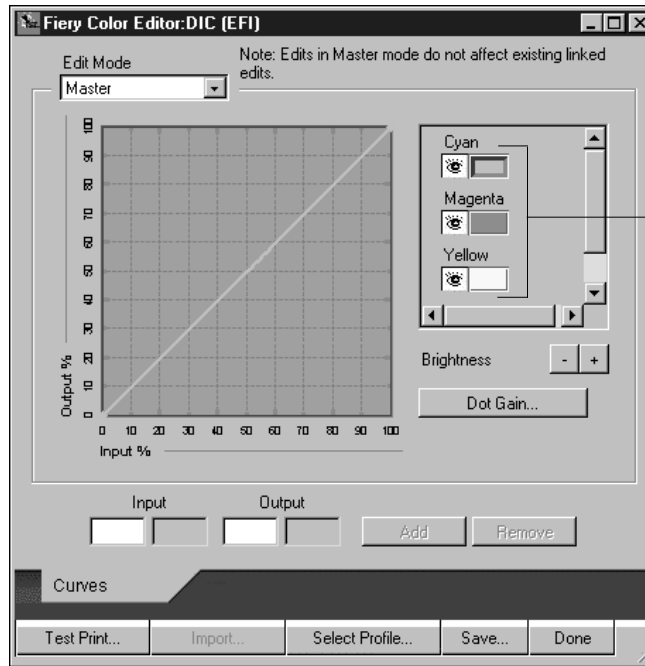 Fiery Color Editor:DIC (EFI)
Edit Mode
Note: Edits in Master mode do not affect existing linked
edits.
Master
Cyan
Magenta
Yellow
Brightness
-
+
Dot Gain...
Output %
100
90
80
70
60
50
40
30
20
10
0
0 10 20 30 40 50 60 70 80 90 100
Input %
Input
Output
Add
Remove
Curves
Test Print...
Import...
Select Profile...
Save...
Done